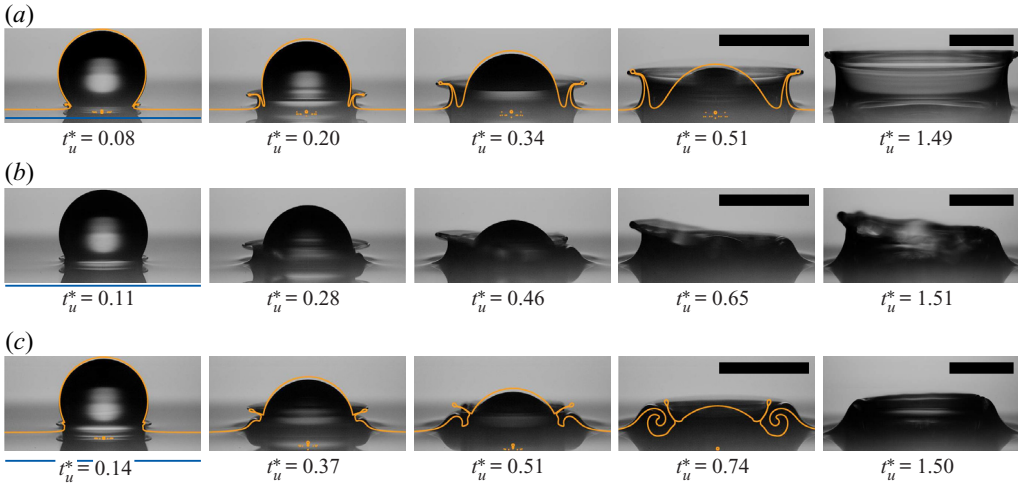 (a)
t*u = 0.08 t*u = 0.20 t*u = 0.34 t*u = 0.51 t*u = 1.49
(b)
t*u = 0.11 t*u = 0.28 t*u = 0.46 t*u = 0.65 t*u = 1.51
(c)
t*u = 0.14 t*u = 0.37 t*u = 0.51 t*u = 0.74 t*u = 1.50